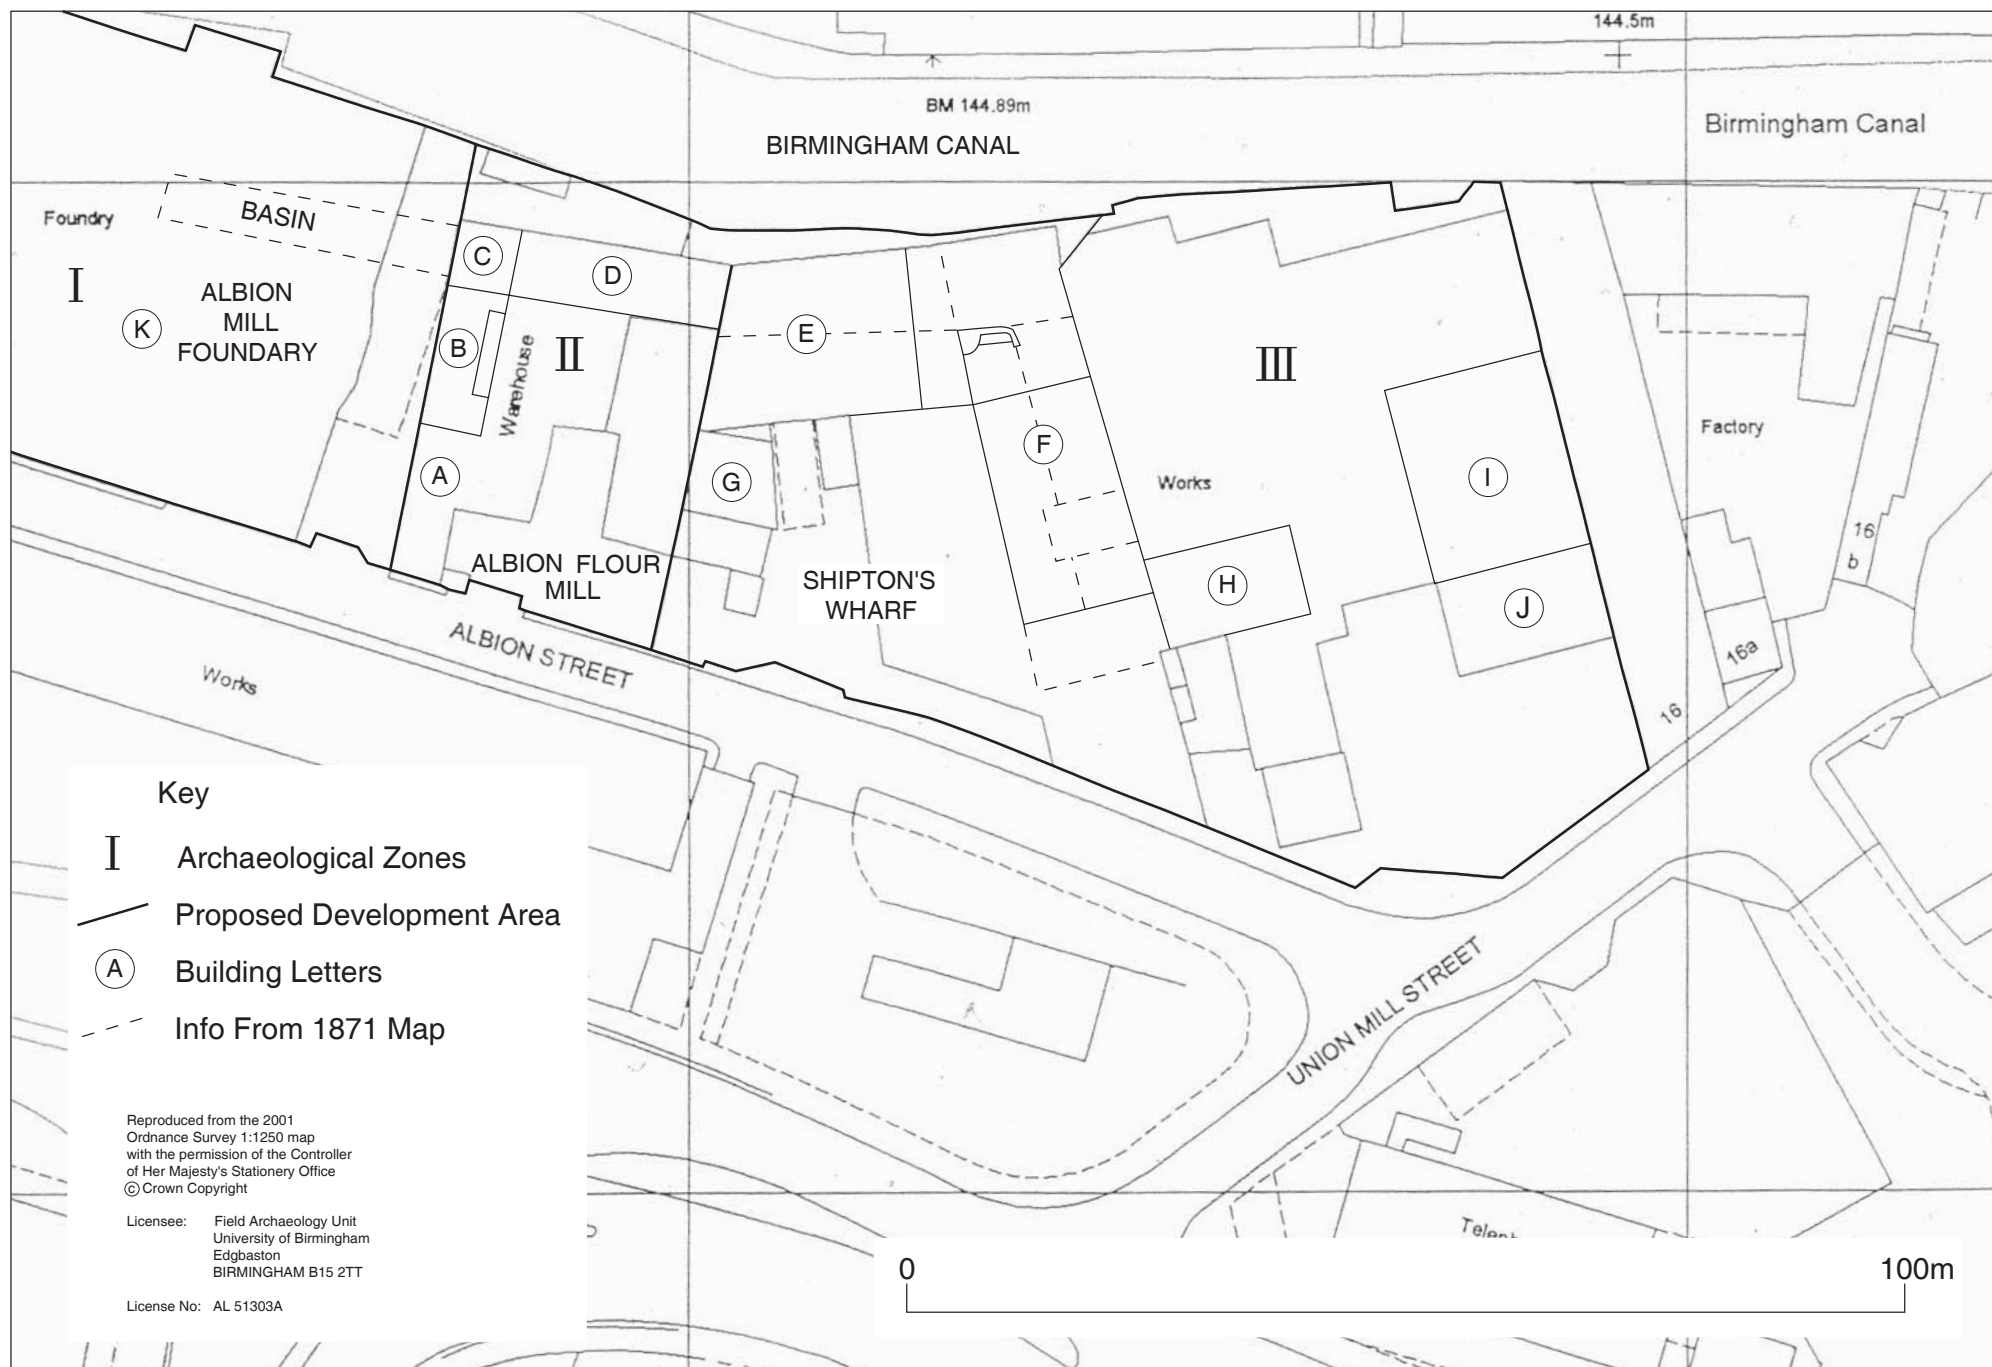 144.5m
BM 144.89m
BIRMINGHAM CANAL
Birmingham Canal
Foundry
BASIN
I
K
ALBION
MILL
FOUNDARY
C
D
B
Warehouse
II
A
ALBION FLOUR
MILL
E
G
SHIPTON'S
WHARF
F
III
Works
H
I
J
Factory
16
b
16a
16
ALBION STREET
Works
UNION MILL STREET
Key
I Archaeological Zones
Proposed Development Area
A Building Letters
Info From 1871 Map
Reproduced from the 2001
Ordnance Survey 1:1250 map
with the permission of the Controller
of Her Majesty's Stationery Office
© Crown Copyright
Licensee: Field Archaeology Unit
University of Birmingham
Edgbaston
BIRMINGHAM B15 2TT
License No: AL 51303A
0 100m